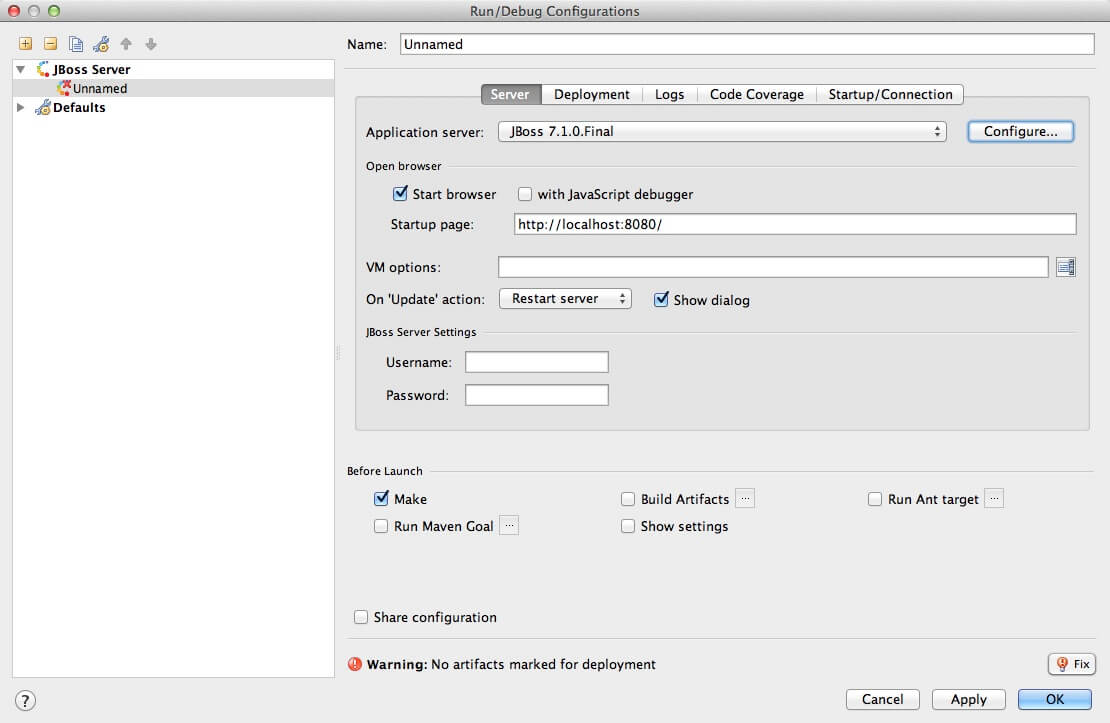 Run/Debug Configurations
JBoss Server
Unnamed
Defaults
Name: Unnamed
Server Deployment Logs Code Coverage Startup/Connection
Application server: JBoss 7.1.0.Final Configure...
Open browser
Start browser with JavaScript debugger
Startup page: http://localhost:8080/
VM options:
On 'Update' action: Restart server Show dialog
JBoss Server Settings
Username:
Password:
Before Launch
Make Build Artifacts ... Run Ant target ...
Run Maven Goal ... Show settings
Share configuration
Warning: No artifacts marked for deployment Fix
? Cancel Apply OK